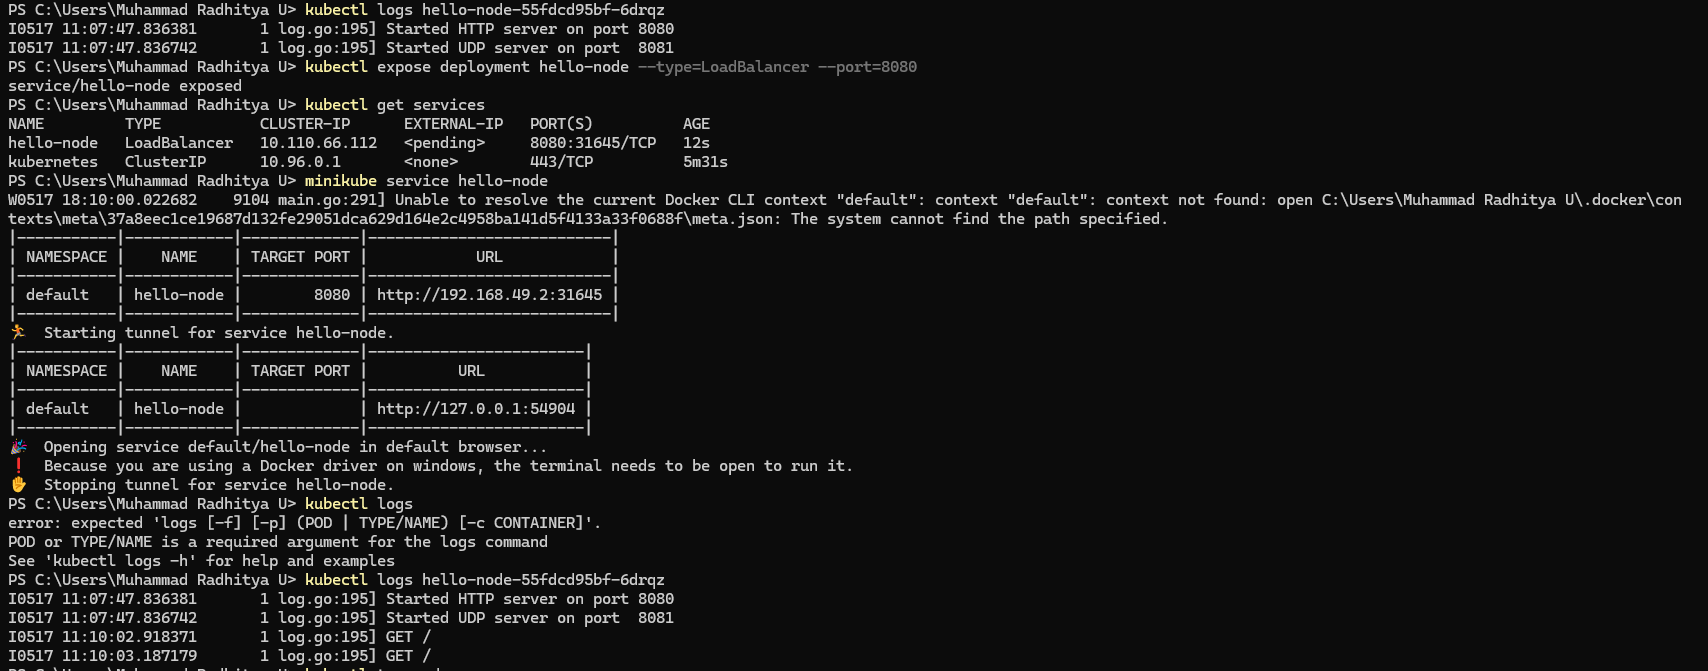 PS C:\Users\Muhammad Radhitya U> kubectl logs hello-node-55fdcd95bf-6drqz
I0517 11:07:47.836381       1 log.go:195] Started HTTP server on port 8080
I0517 11:07:47.836742       1 log.go:195] Started UDP server on port  8081
PS C:\Users\Muhammad Radhitya U> kubectl expose deployment hello-node --type=LoadBalancer --port=8080
service/hello-node exposed
PS C:\Users\Muhammad Radhitya U> kubectl get services
NAME         TYPE           CLUSTER-IP      EXTERNAL-IP   PORT(S)          AGE
hello-node   LoadBalancer   10.110.66.112   <pending>     8080:31645/TCP   12s
kubernetes   ClusterIP      10.96.0.1       <none>        443/TCP          5m31s
PS C:\Users\Muhammad Radhitya U> minikube service hello-node
W0517 18:10:00.022682    9104 main.go:291] Unable to resolve the current Docker CLI context "default": context "default": context not found: open C:\Users\Muhammad Radhitya U\.docker\con
texts\meta\37a8eec1ce19687d132fe29051dca629d164e2c4958ba141d5f4133a33f0688f\meta.json: The system cannot find the path specified.
|-----------|------------|-------------|---------------------------|
| NAMESPACE |    NAME    | TARGET PORT |            URL            |
|-----------|------------|-------------|---------------------------|
| default   | hello-node |        8080 | http://192.168.49.2:31645 |
|-----------|------------|-------------|---------------------------|
🏃  Starting tunnel for service hello-node.
|-----------|------------|-------------|------------------------|
| NAMESPACE |    NAME    | TARGET PORT |          URL           |
|-----------|------------|-------------|------------------------|
| default   | hello-node |             | http://127.0.0.1:54904 |
|-----------|------------|-------------|------------------------|
🎉  Opening service default/hello-node in default browser...
❗  Because you are using a Docker driver on windows, the terminal needs to be open to run it.
✋  Stopping tunnel for service hello-node.
PS C:\Users\Muhammad Radhitya U> kubectl logs
error: expected 'logs [-f] [-p] (POD | TYPE/NAME) [-c CONTAINER]'.
POD or TYPE/NAME is a required argument for the logs command
See 'kubectl logs -h' for help and examples
PS C:\Users\Muhammad Radhitya U> kubectl logs hello-node-55fdcd95bf-6drqz
I0517 11:07:47.836381       1 log.go:195] Started HTTP server on port 8080
I0517 11:07:47.836742       1 log.go:195] Started UDP server on port  8081
I0517 11:10:02.918371       1 log.go:195] GET /
I0517 11:10:03.187179       1 log.go:195] GET /